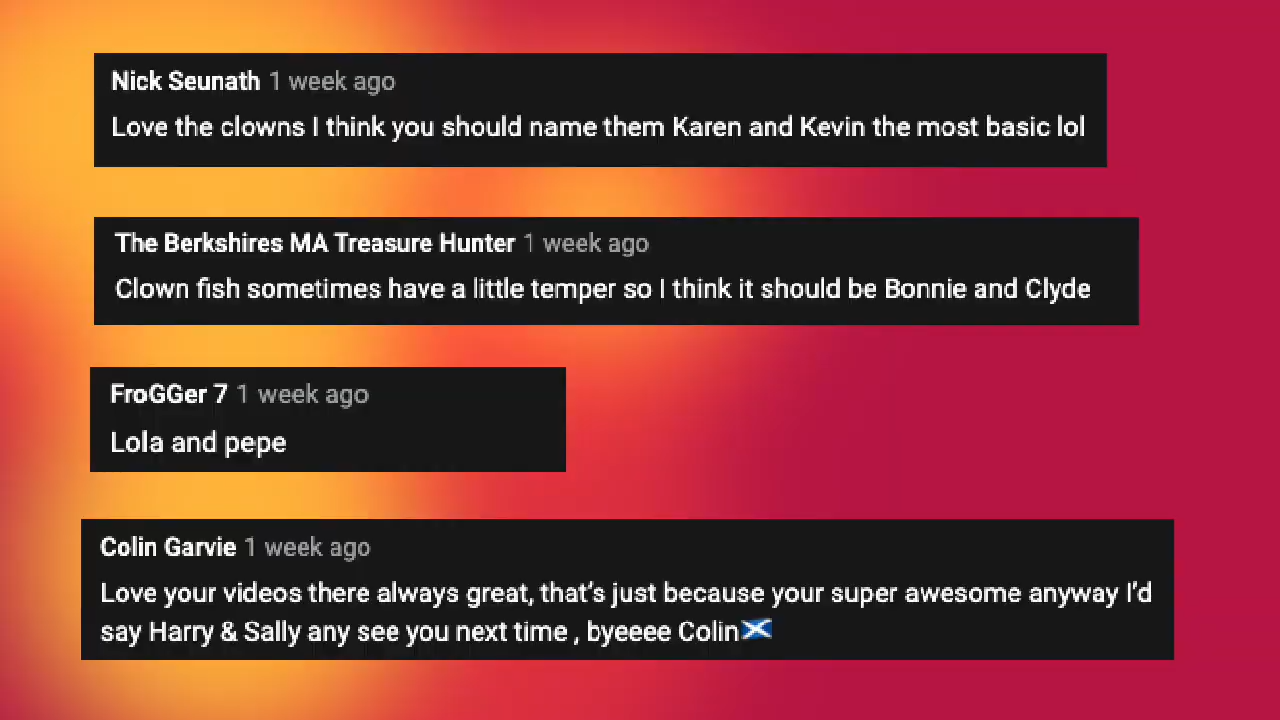 Nick Seunath 1 week ago
Love the clowns I think you should name them Karen and Kevin the most basic lol
The Berkshires MA Treasure Hunter 1 week ago
Clown fish sometimes have a little temper so I think it should be Bonnie and Clyde
FroGGer 7 1 week ago
Lola and pepe
Colin Garvie 1 week ago
Love your videos there always great, that's just because your super awesome anyway I'd
say Harry & Sally any see you next time , byeeee Colin🏴󠁧󠁢󠁳󠁣󠁴󠁿